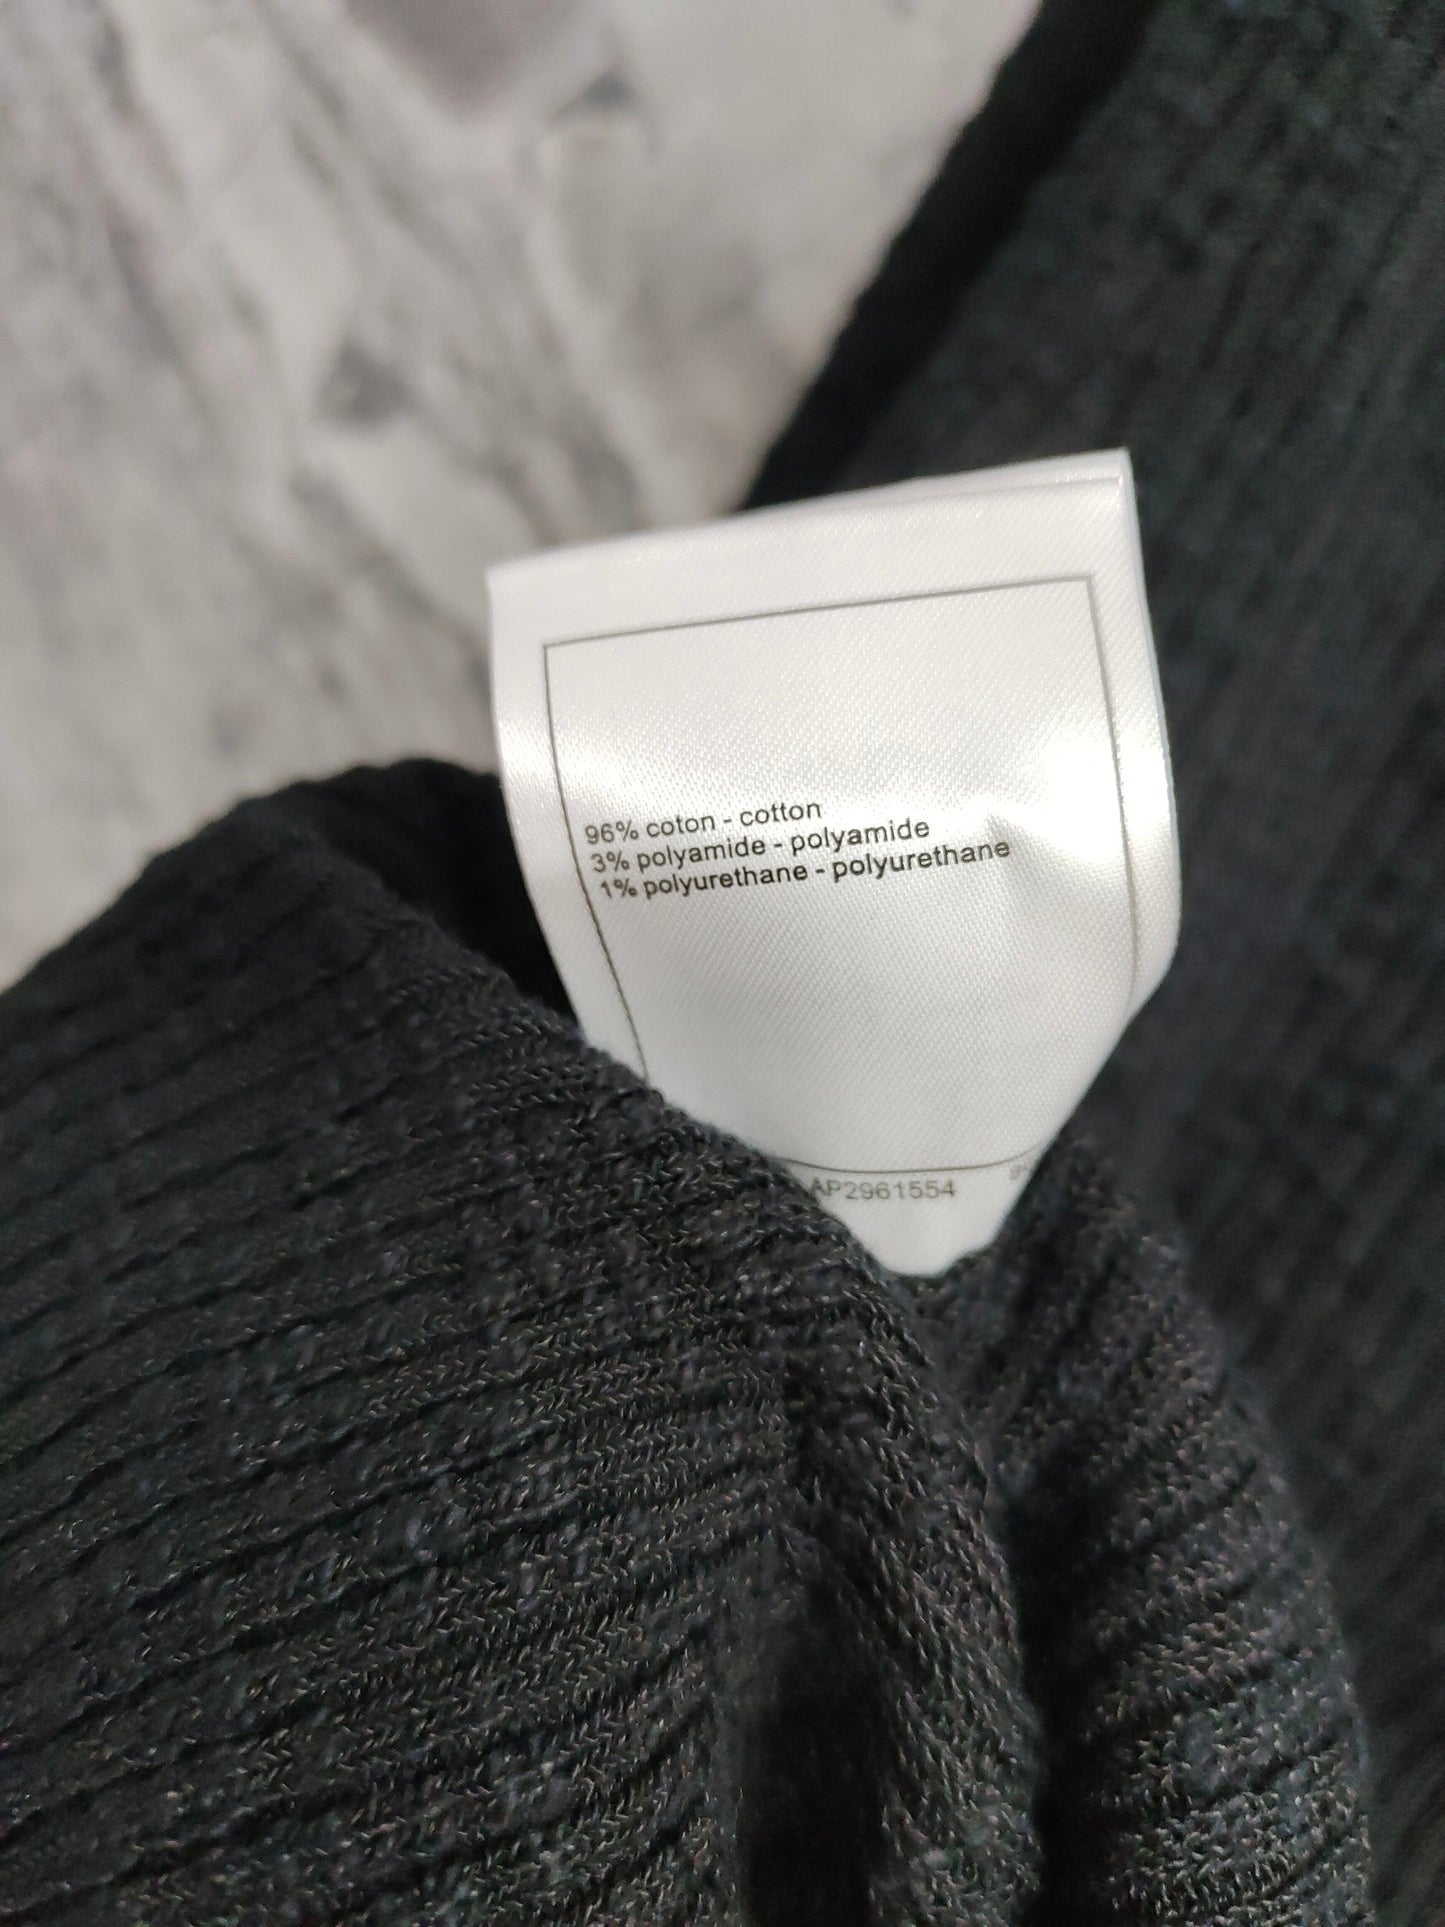 96% coton - cotton
3% polyamide - polyamide
1% polyurethane - polyurethane
AP2961554